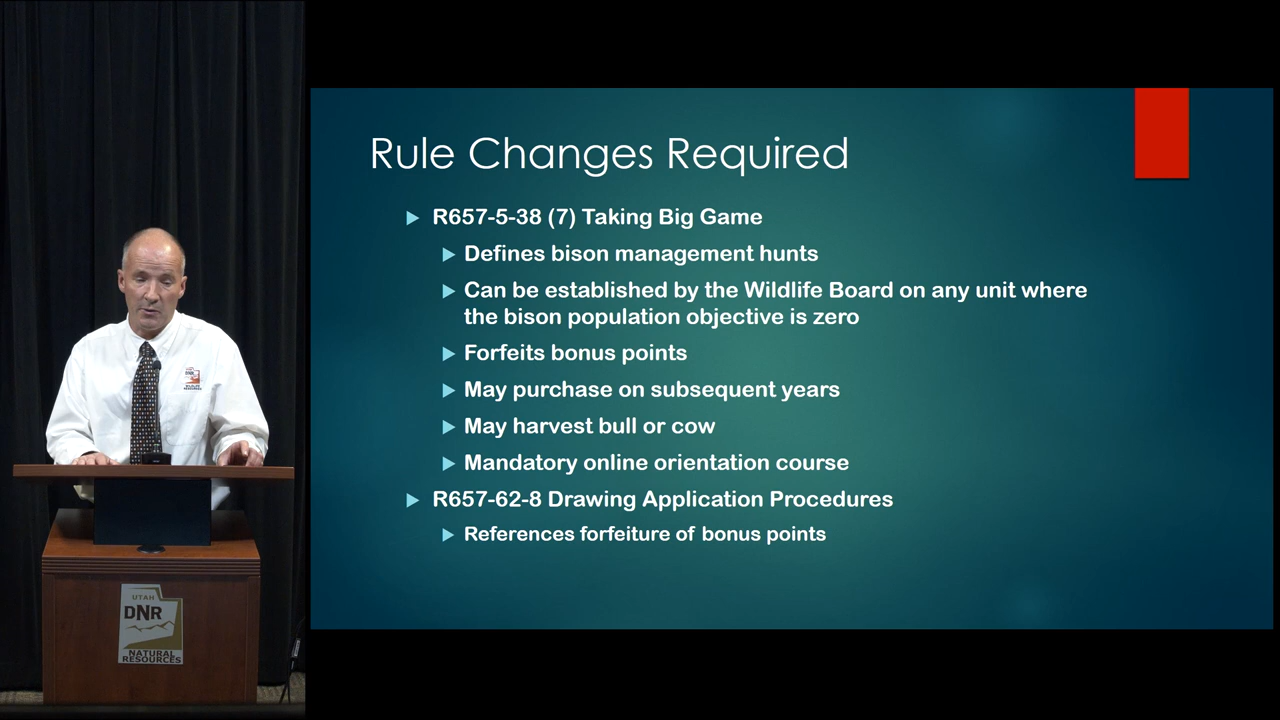 Rule Changes Required
R657-5-38 (7) Taking Big Game
Defines bison management hunts
Can be established by the Wildlife Board on any unit where
the bison population objective is zero
Forfeits bonus points
May purchase on subsequent years
May harvest bull or cow
Mandatory online orientation course
R657-62-8 Drawing Application Procedures
References forfeiture of bonus points
DNR
WILDLIFE
RESOURCES
UTAH
DNR
NATURAL
RESOURCES